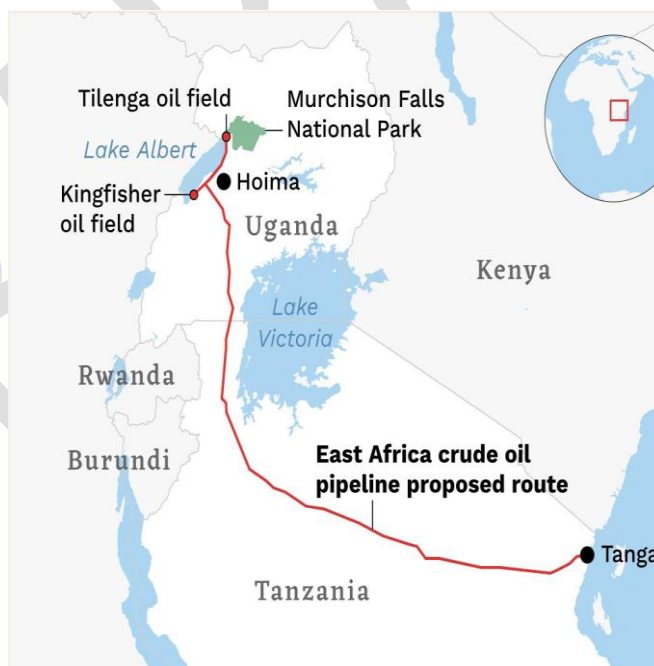 Tilenga oil field
Murchison Falls
National Park
Lake Albert
Kingfisher
oil field
Hoima
Uganda
Kenya
Lake
Victoria
Rwanda
Burundi
East Africa crude oil
pipeline proposed route
Tanga
Tanzania